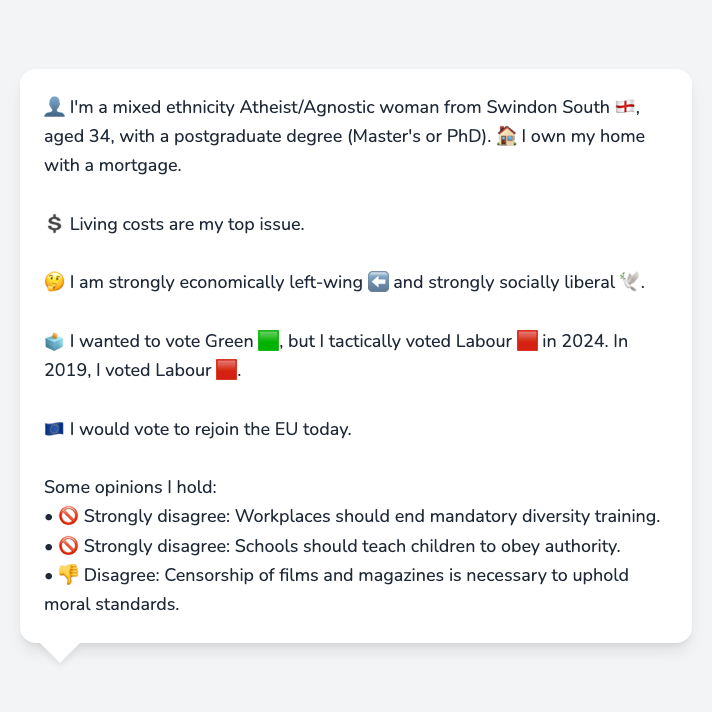 👤 I'm a mixed ethnicity Atheist/Agnostic woman from Swindon South 🏴󠁧󠁢󠁥󠁮󠁧󠁿,
aged 34, with a postgraduate degree (Master's or PhD). 🏠 I own my home
with a mortgage.
💲 Living costs are my top issue.
🤔 I am strongly economically left-wing ⬅️ and strongly socially liberal 🕊️.
🗳️ I wanted to vote Green 🟩, but I tactically voted Labour 🟥 in 2024. In
2019, I voted Labour 🟥.
🇪🇺 I would vote to rejoin the EU today.
Some opinions I hold:
• 🚫 Strongly disagree: Workplaces should end mandatory diversity training.
• 🚫 Strongly disagree: Schools should teach children to obey authority.
• 👎 Disagree: Censorship of films and magazines is necessary to uphold
moral standards.